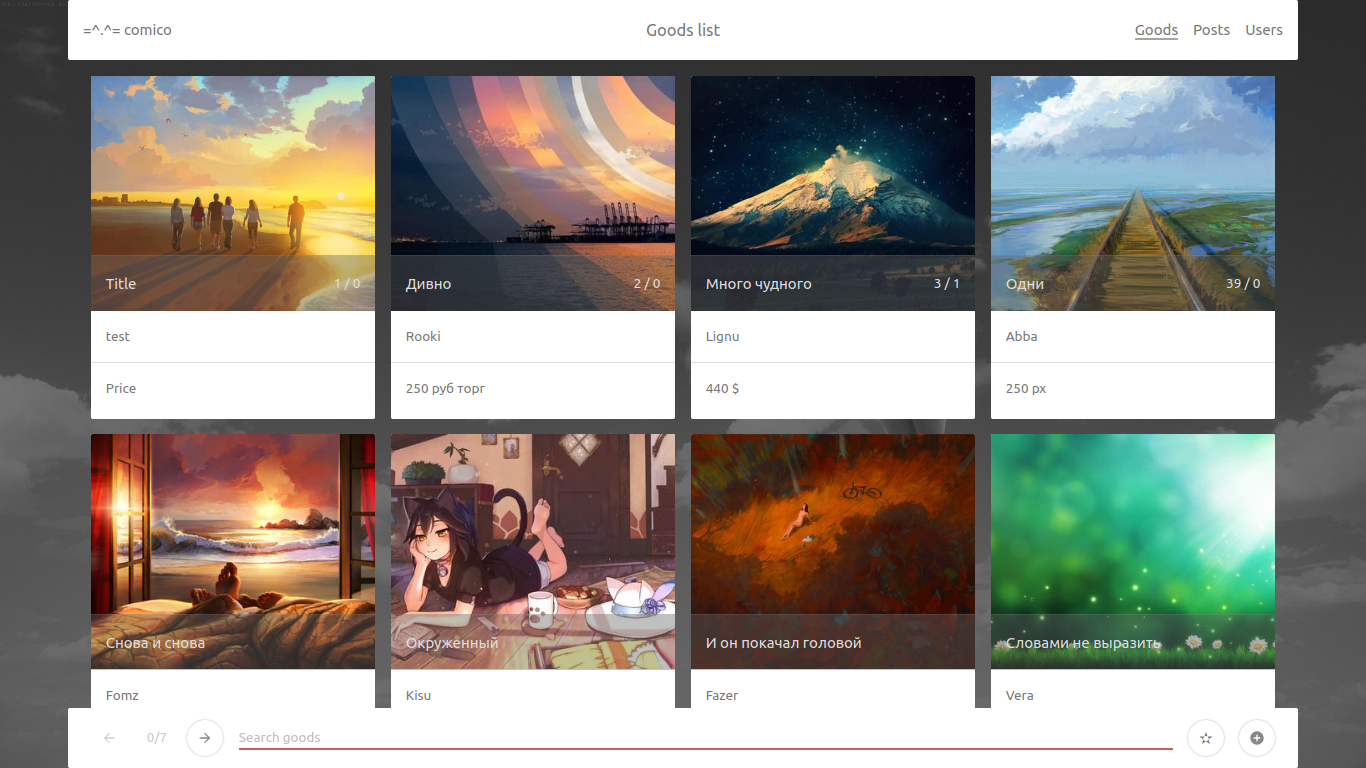 =^.^= comico
Goods list
Goods Posts Users
Title 1 / 0
Дивно 2 / 0
Много чудного 3 / 1
Одни 39 / 0
test
Rooki
Lignu
Abba
Price
250 руб торг
440 $
250 рх
Снова и снова
Окруженный
И он покачал головой
Словами не выразить
Fomz
Kisu
Fazer
Vera
0/7
Search goods